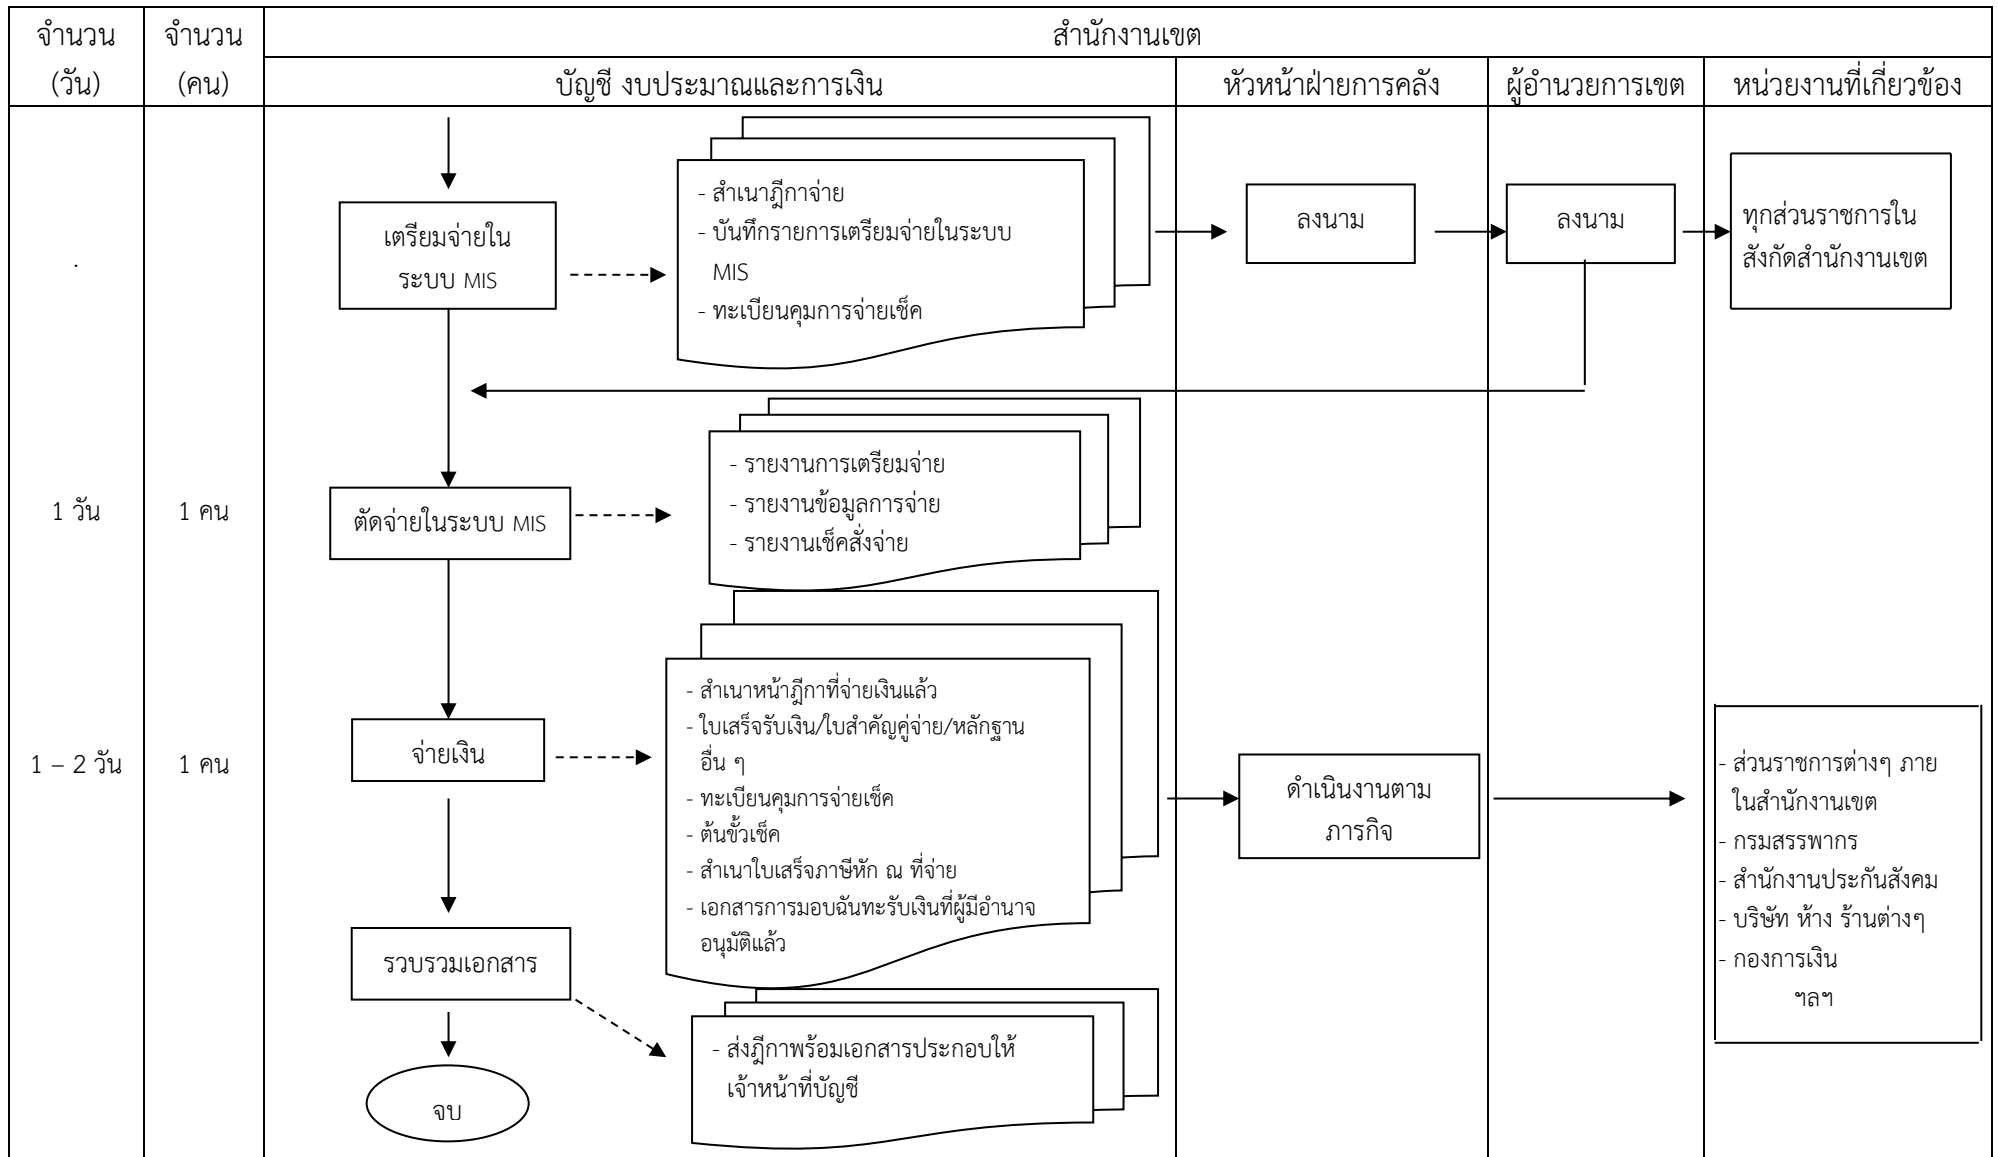 จำนวน
(วัน)
จำนวน
(คน)
สำนักงานเขต
บัญชี งบประมาณและการเงิน
หัวหน้าฝ่ายการคลัง
ผู้อำนวยการเขต
หน่วยงานที่เกี่ยวข้อง
.
เตรียมจ่ายใน
ระบบ MIS
- สำเนาฎีกาจ่าย
- บันทึกรายการเตรียมจ่ายในระบบ
MIS
- ทะเบียนคุมการจ่ายเช็ค
ลงนาม
ลงนาม
ทุกส่วนราชการใน
สังกัดสำนักงานเขต
1 วัน
1 คน
ตัดจ่ายในระบบ MIS
- รายงานการเตรียมจ่าย
- รายงานข้อมูลการจ่าย
- รายงานเช็คสั่งจ่าย
1 – 2 วัน
1 คน
จ่ายเงิน
- สำเนาหน้าฎีกาที่จ่ายเงินแล้ว
- ใบเสร็จรับเงิน/ใบสำคัญคู่จ่าย/หลักฐาน
อื่น ๆ
- ทะเบียนคุมการจ่ายเช็ค
- ต้นขั้วเช็ค
- สำเนาใบเสร็จภาษีหัก ณ ที่จ่าย
- เอกสารการมอบฉันทะรับเงินที่ผู้มีอำนาจ
อนุมัติแล้ว
ดำเนินงานตาม
ภารกิจ
- ส่วนราชการต่างๆ ภาย
ในสำนักงานเขต
- กรมสรรพากร
- สำนักงานประกันสังคม
- บริษัท ห้าง ร้านต่างๆ
- กองการเงิน
ฯลฯ
รวบรวมเอกสาร
- ส่งฎีกาพร้อมเอกสารประกอบให้
เจ้าหน้าที่บัญชี
จบ